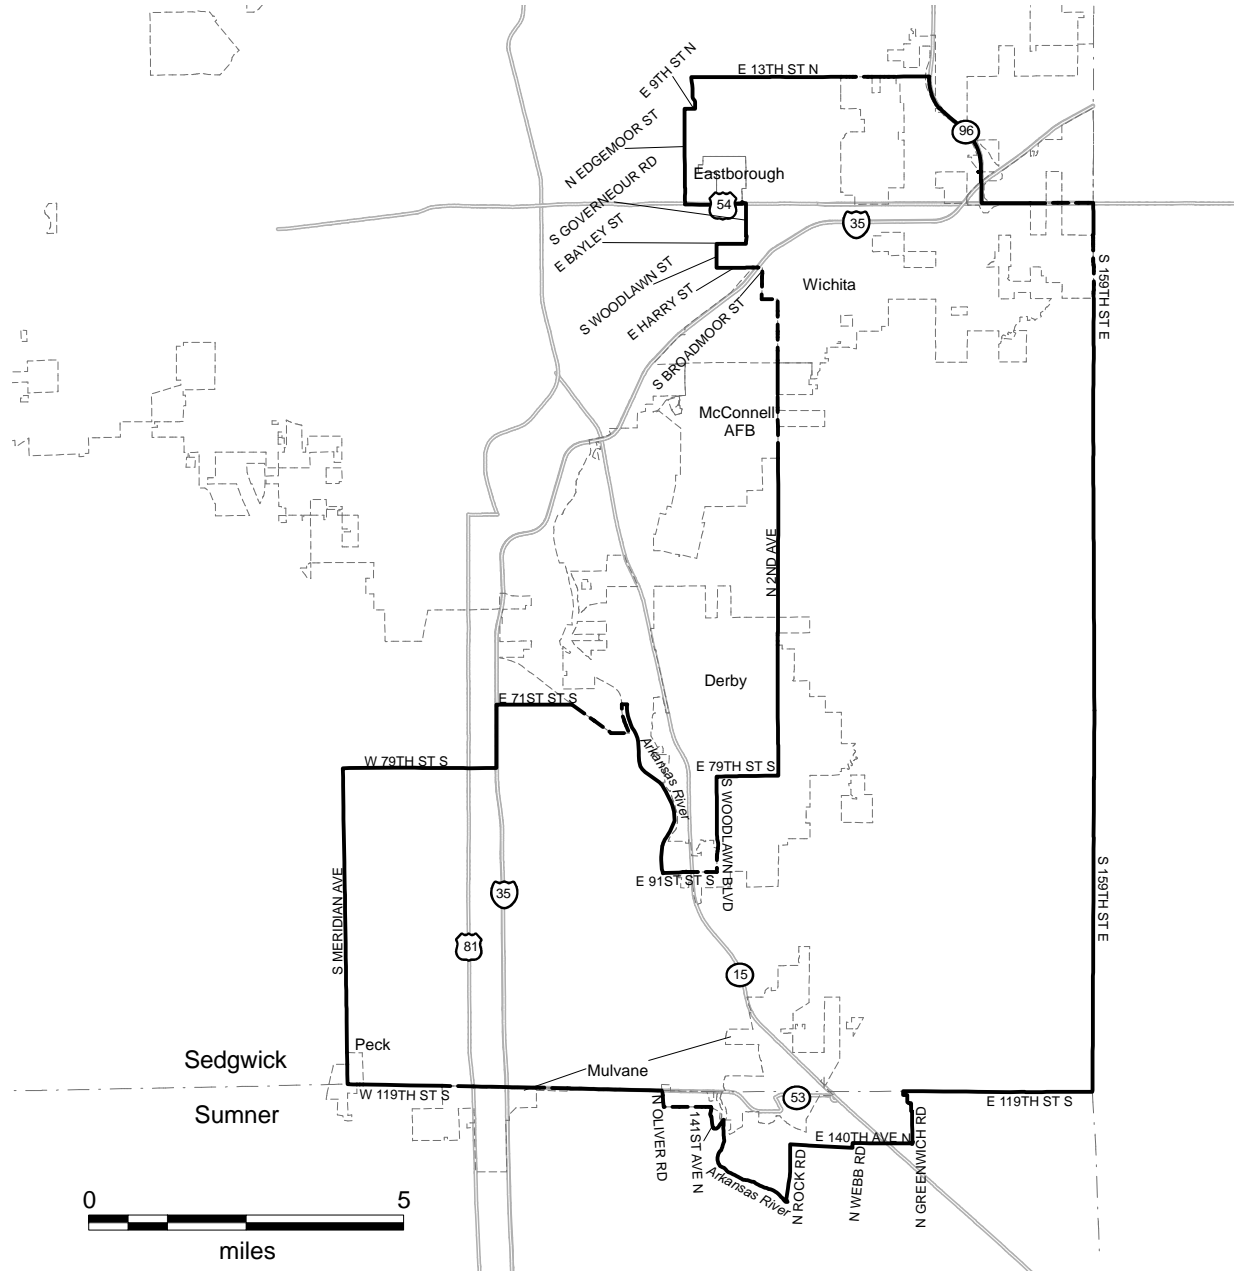 E 13TH ST N
E 9TH ST N
96
N EDGEMOOR ST
Eastborough
S GOVERNEOUR RD
54
35
E BAYLEY ST
S WOODLAWN ST
E HARRY ST
Wichita
S 159TH ST E
S BROADMOOR ST
McConnell
AFB
N 2ND AVE
Derby
E 71ST ST S
Arkansas River
W 79TH ST S
E 79TH ST S
S WOODLAWN BLVD
E 91ST ST S
S MERIDIAN AVE
35
81
S 159TH ST E
15
Peck
Sedgwick
Mulvane
W 119TH ST S
53
E 119TH ST S
Sumner
N OLIVER RD
141ST AVE N
E 140TH AVE N
Arkansas River
N ROCK RD
N WEBB RD
N GREENWICH RD
0 5
miles